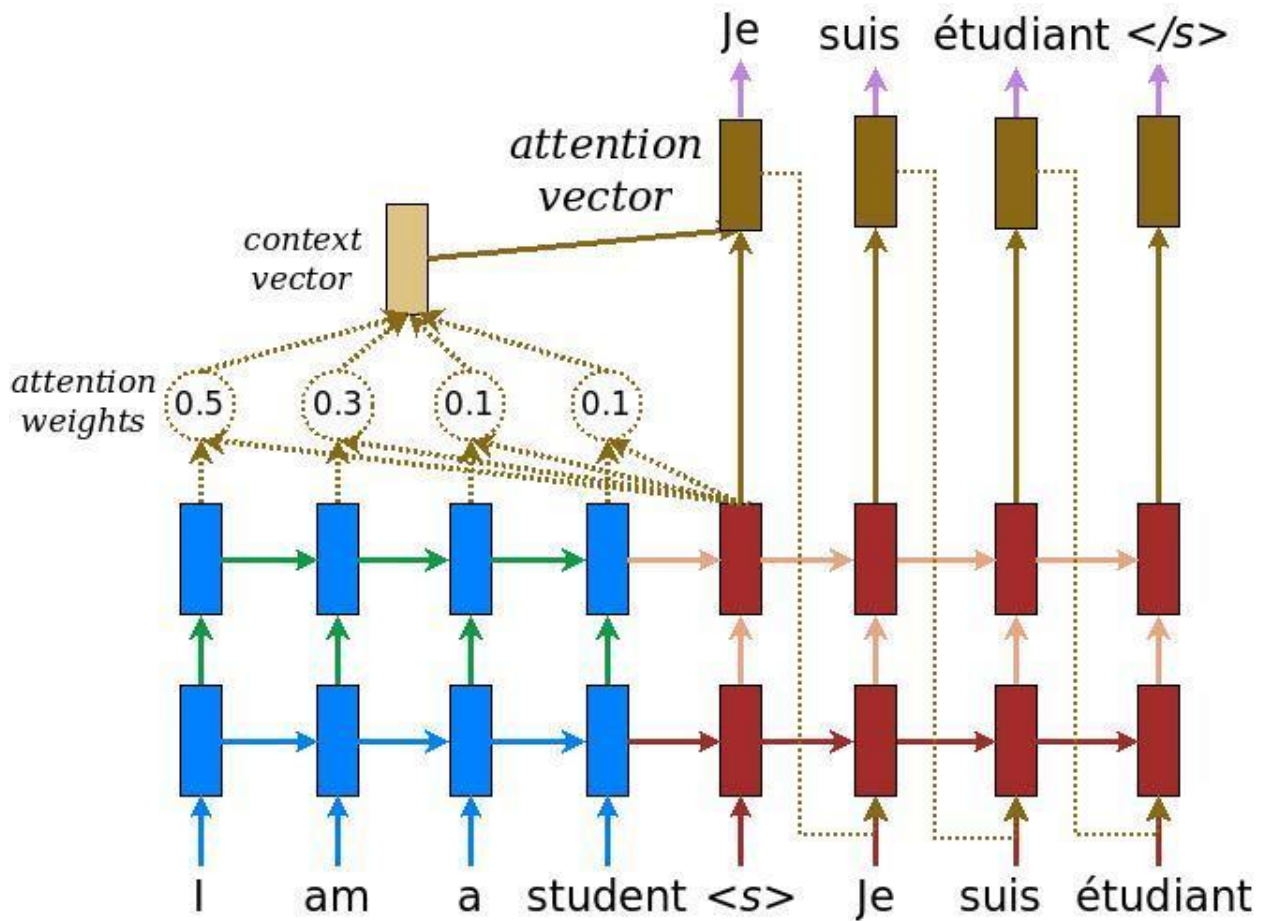 Je suis étudiant </s>
attention
vector
context
vector
attention
weights
0.5 0.3 0.1 0.1
I am a student <s> Je suis étudiant